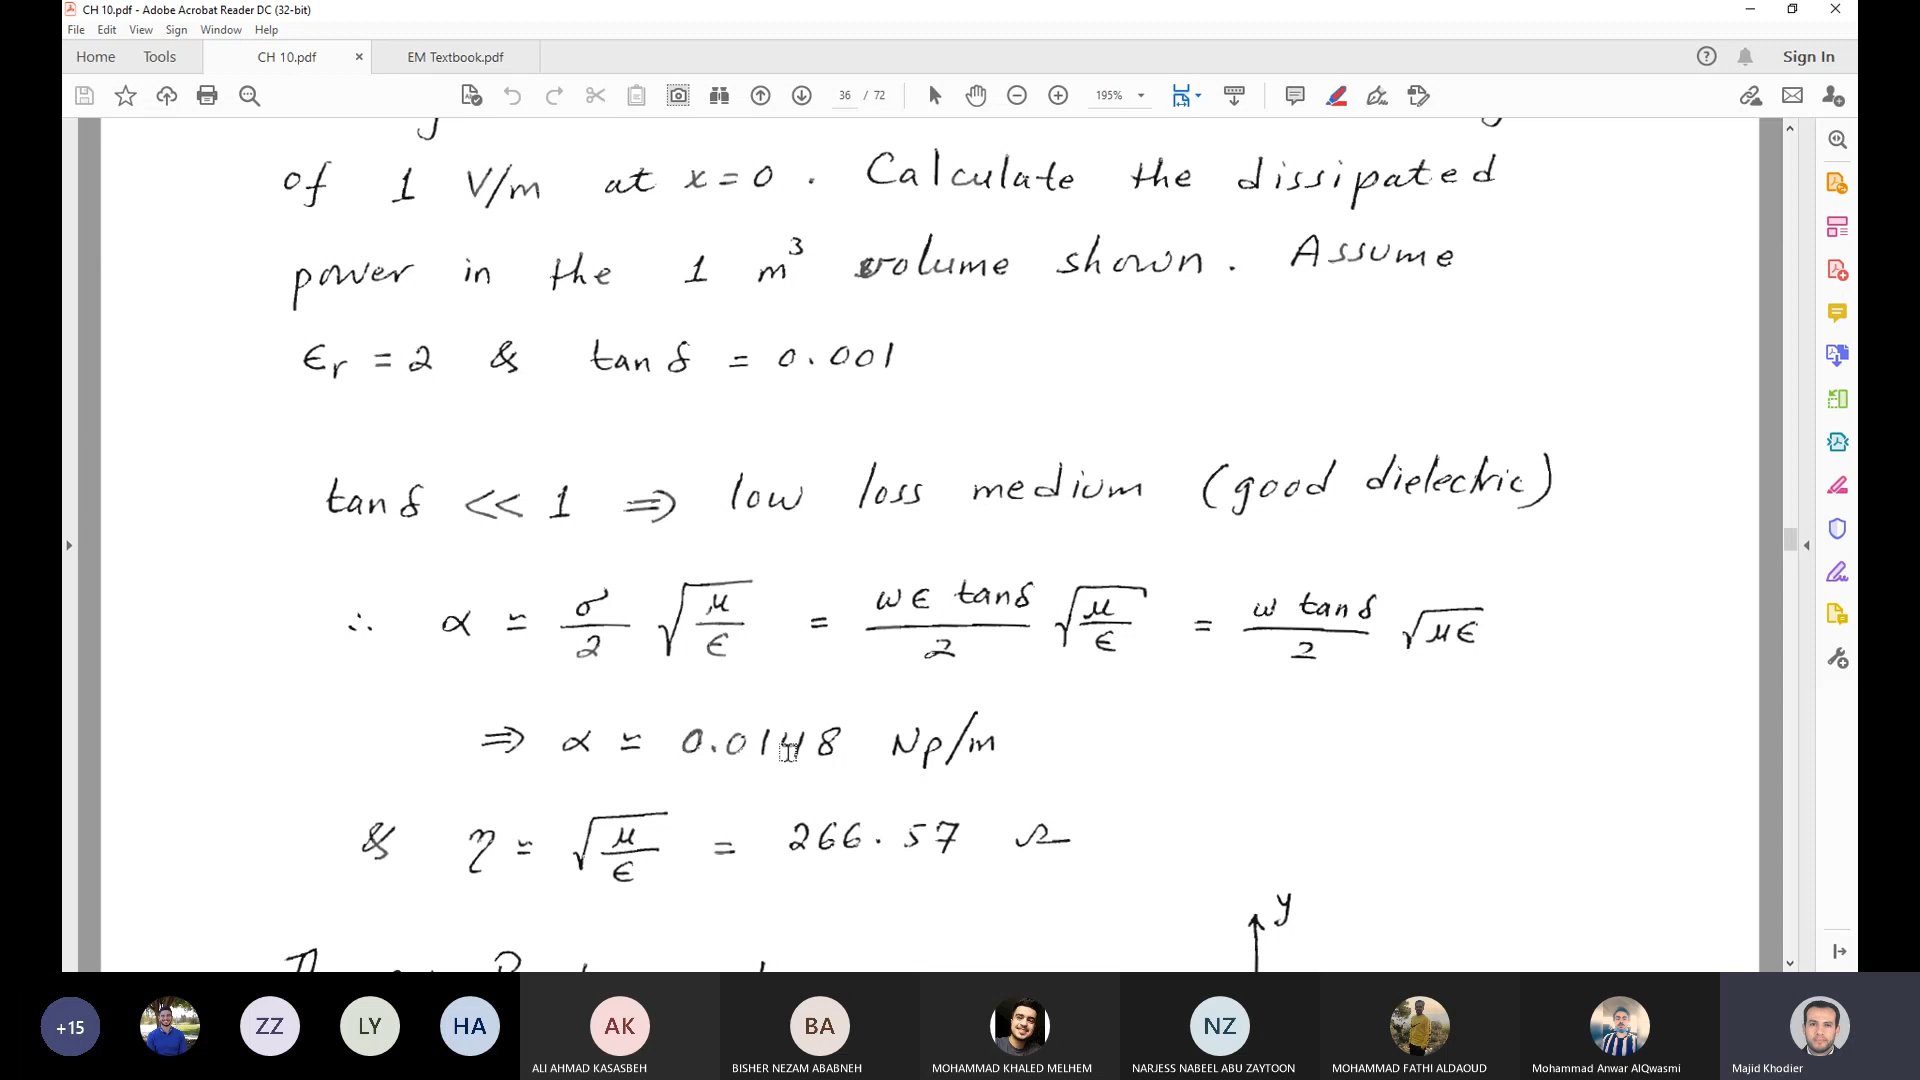 CH 10.pdf - Adobe Acrobat Reader DC (32-bit)
File Edit View Sign Window Help
Home Tools CH 10.pdf × EM Textbook.pdf Sign In
36 / 72 195%
of 1 V/m at x=0 . Calculate the dissipated
power in the 1 m³ volume shown . Assume
ϵr = 2 & tan δ = 0.001
tan δ << 1 ⇒ low loss medium (good dielectric)
∴ α ≃ σ/2 √(μ/ϵ) = ωϵ tanδ/2 √(μ/ϵ) = ω tanδ/2 √(μϵ)
⇒ α ≃ 0.0148 Np/m
& η ≃ √(μ/ϵ) = 266.57 Ω
y
+15 ZZ LY HA AK BA NZ
ALI AHMAD KASASBEH BISHER NEZAM ABABNEH MOHAMMAD KHALED MELHEM NARJESS NABEEL ABU ZAYTOON MOHAMMAD FATHI ALDAOUD Mohammad Anwar AlQwasmi Majid Khodier